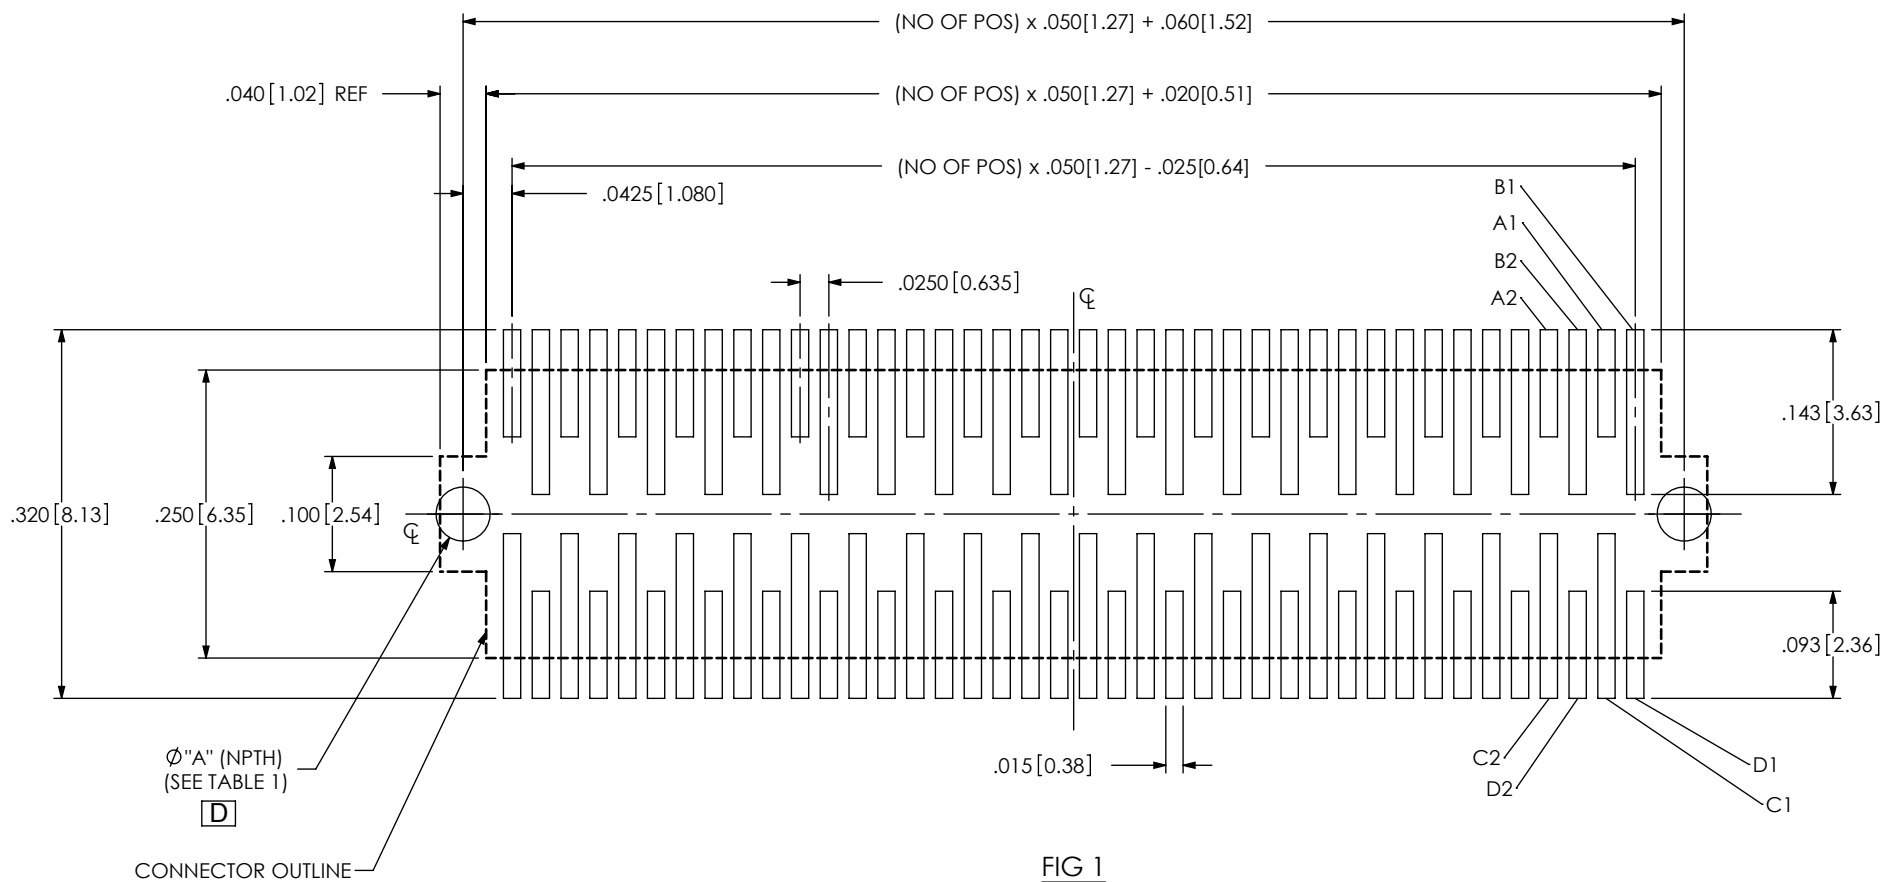 (NO OF POS) x .050[1.27] + .060[1.52]
.040[1.02] REF
(NO OF POS) x .050[1.27] + .020[0.51]
(NO OF POS) x .050[1.27] - .025[0.64]
.0425[1.080]
B1
A1
B2
A2
.0250[0.635]
℄
.143[3.63]
.320[8.13]
.250[6.35]
.100[2.54]
℄
.093[2.36]
Ø"A" (NPTH)
(SEE TABLE 1)
D
.015[0.38]
C2
D2
D1
C1
CONNECTOR OUTLINE
FIG 1